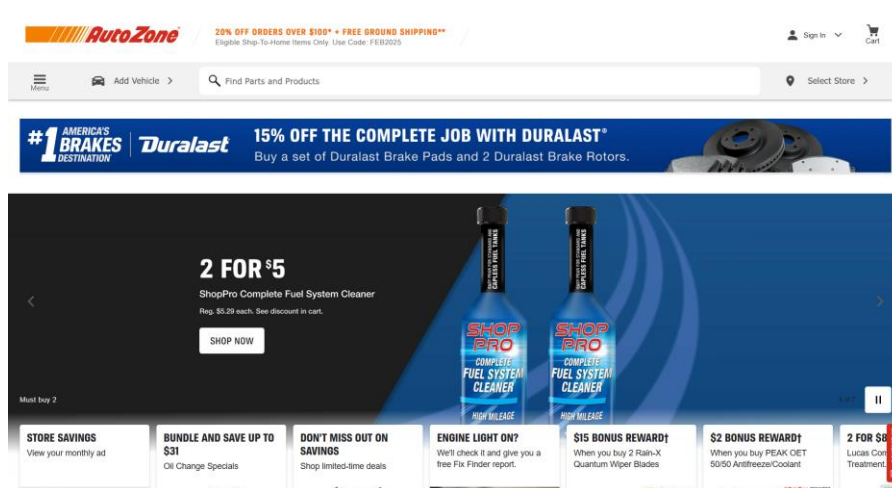 AutoZone
20% OFF ORDERS OVER $100* + FREE GROUND SHIPPING**
Eligible Ship-To-Home Items Only. Use Code: FEB2025
Sign In
Cart
Menu
Add Vehicle
Find Parts and Products
Select Store
#1 AMERICA'S
BRAKES
DESTINATION
Duralast
15% OFF THE COMPLETE JOB WITH DURALAST®
Buy a set of Duralast Brake Pads and 2 Duralast Brake Rotors.
2 FOR $5
ShopPro Complete Fuel System Cleaner
Reg. $5.29 each. See discount in cart.
SHOP NOW
Must buy 2
CAPLESS FUEL TANKS
SHOP
PRO
COMPLETE
FUEL SYSTEM
CLEANER
HIGH MILEAGE
CAPLESS FUEL TANKS
SHOP
PRO
COMPLETE
FUEL SYSTEM
CLEANER
HIGH MILEAGE
STORE SAVINGS
View your monthly ad
BUNDLE AND SAVE UP TO
$31
Oil Change Specials
DON'T MISS OUT ON
SAVINGS
Shop limited-time deals
ENGINE LIGHT ON?
We'll check it and give you a
free Fix Finder report.
$15 BONUS REWARD†
When you buy 2 Rain-X
Quantum Wiper Blades
$2 BONUS REWARD†
When you buy PEAK OET
50/50 Antifreeze/Coolant
2 FOR $8
Lucas
Treatment